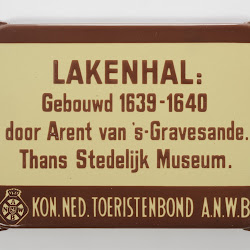 LAKENHAL:
Gebouwd 1639-1640
door Arent van 's-Gravesande.
Thans Stedelijk Museum.
KON. NED. TOERISTENBOND A.N.W.B